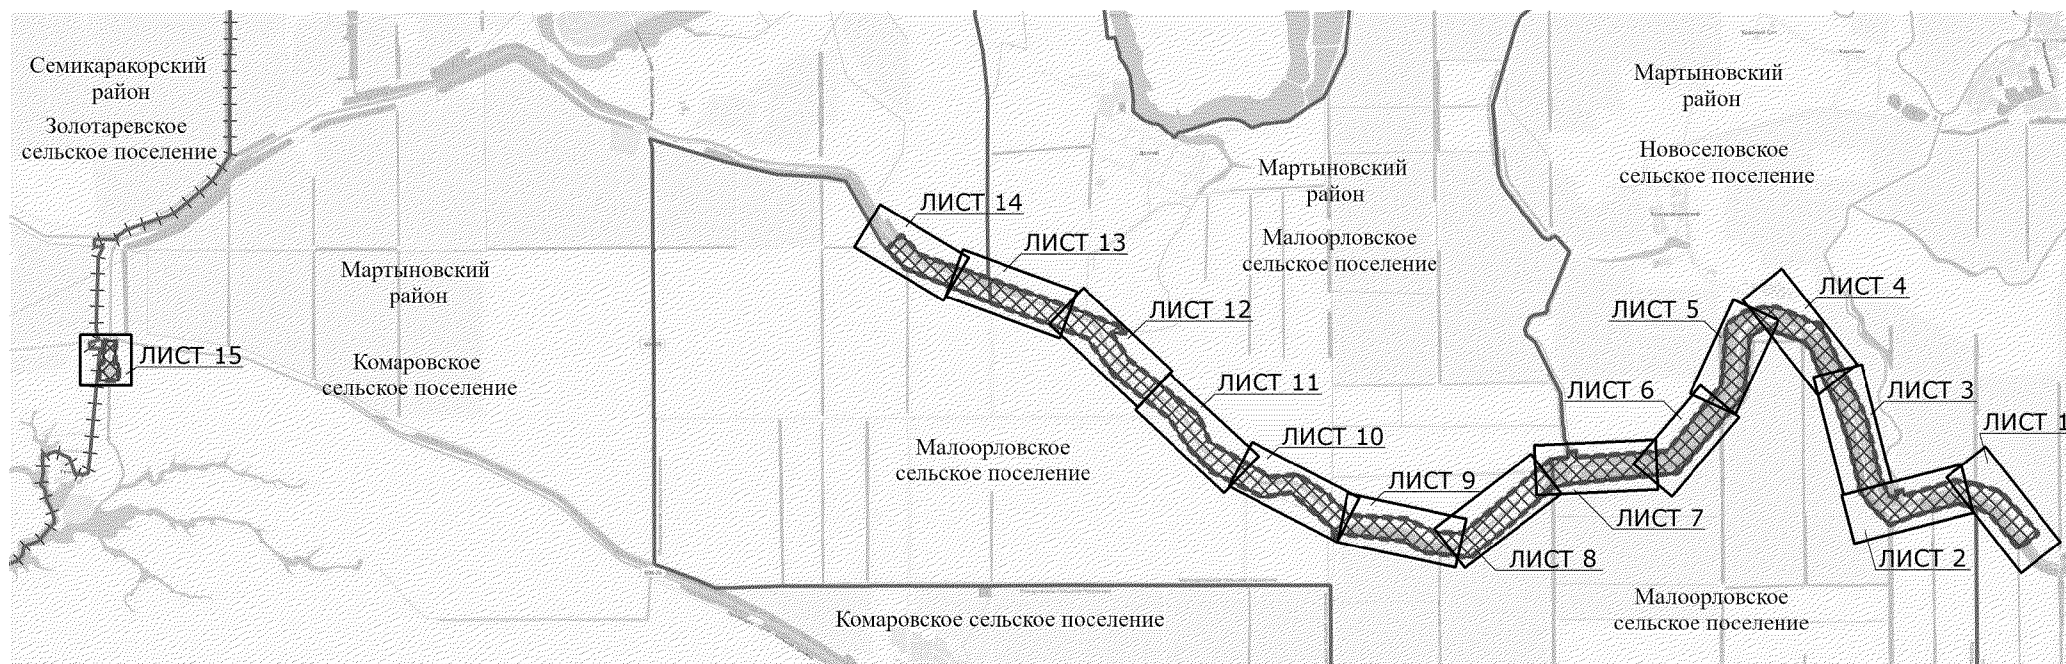 Семикаракорский
район
Золотаревское
сельское поселение
Мартыновский
район
Новоселовское
сельское поселение
Мартыновский
район
Малоорловское
сельское поселение
ЛИСТ 14
ЛИСТ 13
ЛИСТ 12
ЛИСТ 11
ЛИСТ 10
ЛИСТ 9
ЛИСТ 8
ЛИСТ 7
ЛИСТ 6
ЛИСТ 5
ЛИСТ 4
ЛИСТ 3
ЛИСТ 2
ЛИСТ 1
ЛИСТ 15
Мартыновский
район
Комаровское
сельское поселение
Малоорловское
сельское поселение
Комаровское сельское поселение
Малоорловское
сельское поселение